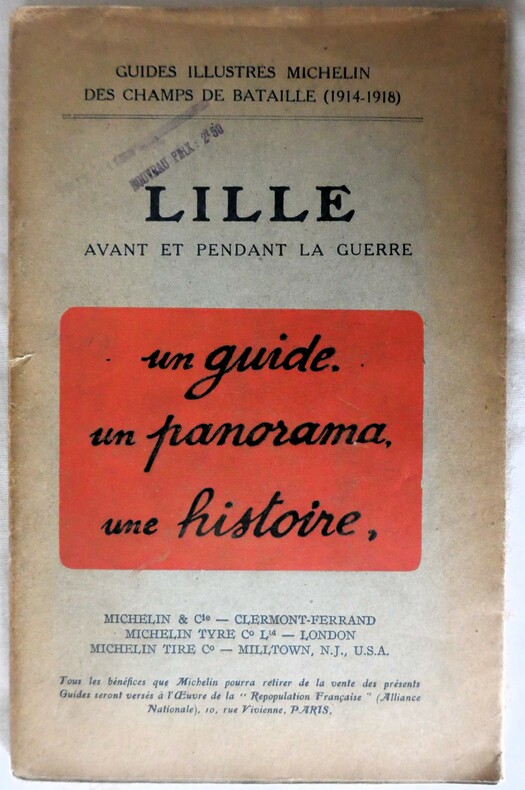 GUIDES ILLUSTRÉS MICHELIN
DES CHAMPS DE BATAILLE (1914-1918)
NOUVEAU PRIX : 2f50
LILLE
AVANT ET PENDANT LA GUERRE
un guide.
un panorama,
une histoire,
MICHELIN & Cie — CLERMONT-FERRAND
MICHELIN TYRE Co Ltd — LONDON
MICHELIN TIRE Co — MILLTOWN, N.J., U.S.A.
Tous les bénéfices que Michelin pourra retirer de la vente des présents
Guides seront versés à l'Œuvre de la “ Repopulation Française ” (Alliance
Nationale), 10, rue Vivienne, PARIS.